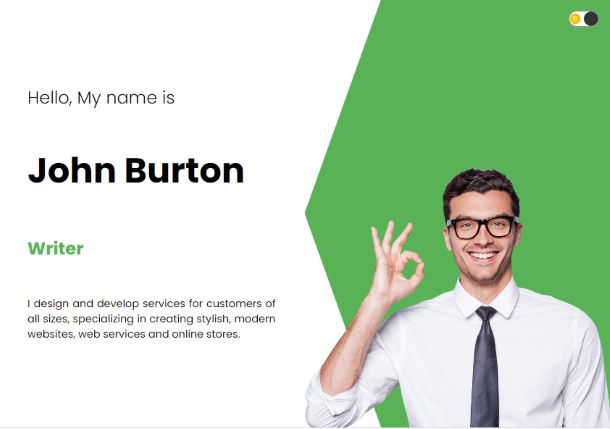 Hello, My name is
John Burton
Writer
I design and develop services for customers of
all sizes, specializing in creating stylish, modern
websites, web services and online stores.